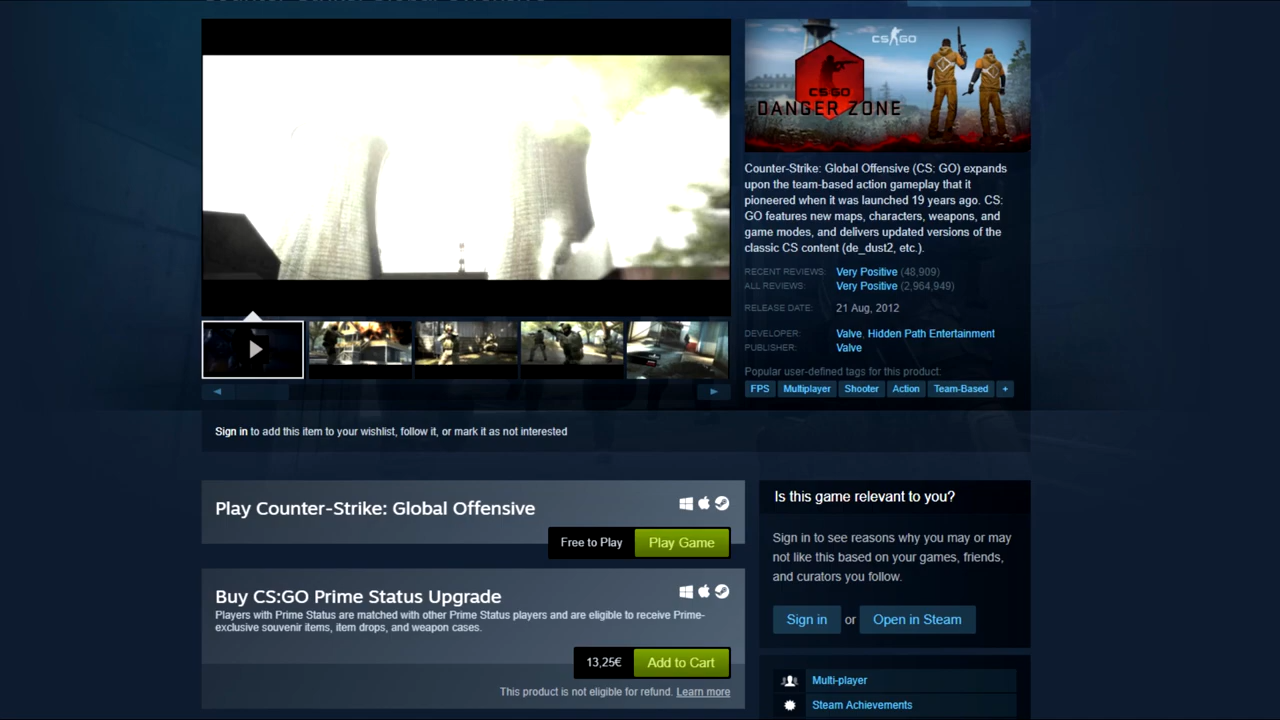 Counter-Strike: Global Offensive
CS GO
CS:GO
DANGER ZONE
Counter-Strike: Global Offensive (CS: GO) expands
upon the team-based action gameplay that it
pioneered when it was launched 19 years ago. CS:
GO features new maps, characters, weapons, and
game modes, and delivers updated versions of the
classic CS content (de_dust2, etc.).
RECENT REVIEWS: Very Positive (48,909)
ALL REVIEWS: Very Positive (2,964,949)
RELEASE DATE: 21 Aug, 2012
DEVELOPER: Valve, Hidden Path Entertainment
PUBLISHER: Valve
Popular user-defined tags for this product:
FPS Multiplayer Shooter Action Team-Based +
Sign in to add this item to your wishlist, follow it, or mark it as not interested
Play Counter-Strike: Global Offensive
Free to Play Play Game
Buy CS:GO Prime Status Upgrade
Players with Prime Status are matched with other Prime Status players and are eligible to receive Prime-
exclusive souvenir items, item drops, and weapon cases.
13,25€ Add to Cart
This product is not eligible for refund. Learn more
Is this game relevant to you?
Sign in to see reasons why you may or may
not like this based on your games, friends,
and curators you follow.
Sign in or Open in Steam
Multi-player
Steam Achievements